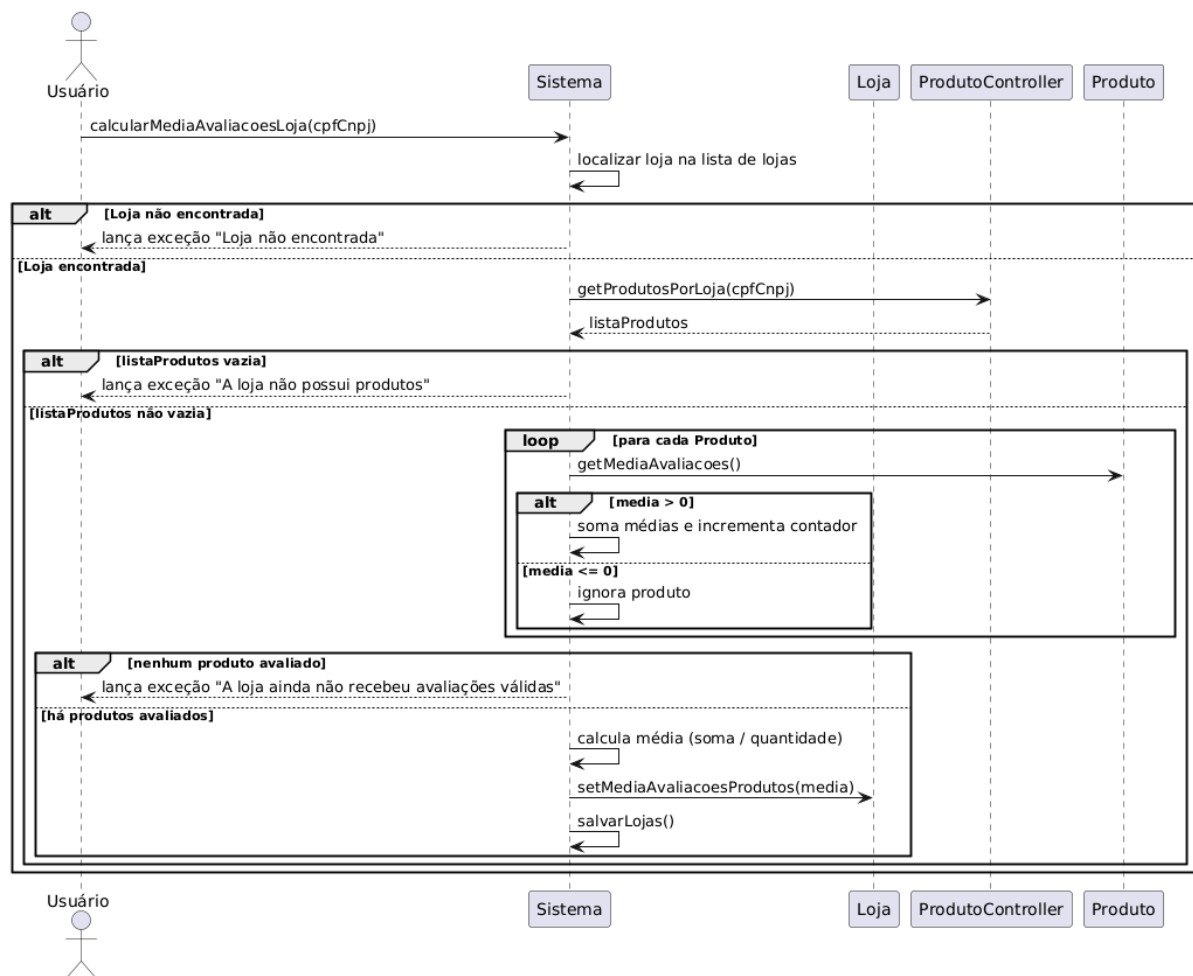 Usuário
Sistema
Loja
ProdutoController
Produto
calcularMediaAvaliacoesLoja(cpfCnpj)
localizar loja na lista de lojas
alt [Loja não encontrada]
lança exceção "Loja não encontrada"
[Loja encontrada]
getProdutosPorLoja(cpfCnpj)
listaProdutos
alt [listaProdutos vazia]
lança exceção "A loja não possui produtos"
[listaProdutos não vazia]
loop [para cada Produto]
getMediaAvaliacoes()
alt [media > 0]
soma médias e incrementa contador
[media <= 0]
ignora produto
alt [nenhum produto avaliado]
lança exceção "A loja ainda não recebeu avaliações válidas"
[há produtos avaliados]
calcula média (soma / quantidade)
setMediaAvaliacoesProdutos(media)
salvarLojas()
Usuário
Sistema
Loja
ProdutoController
Produto